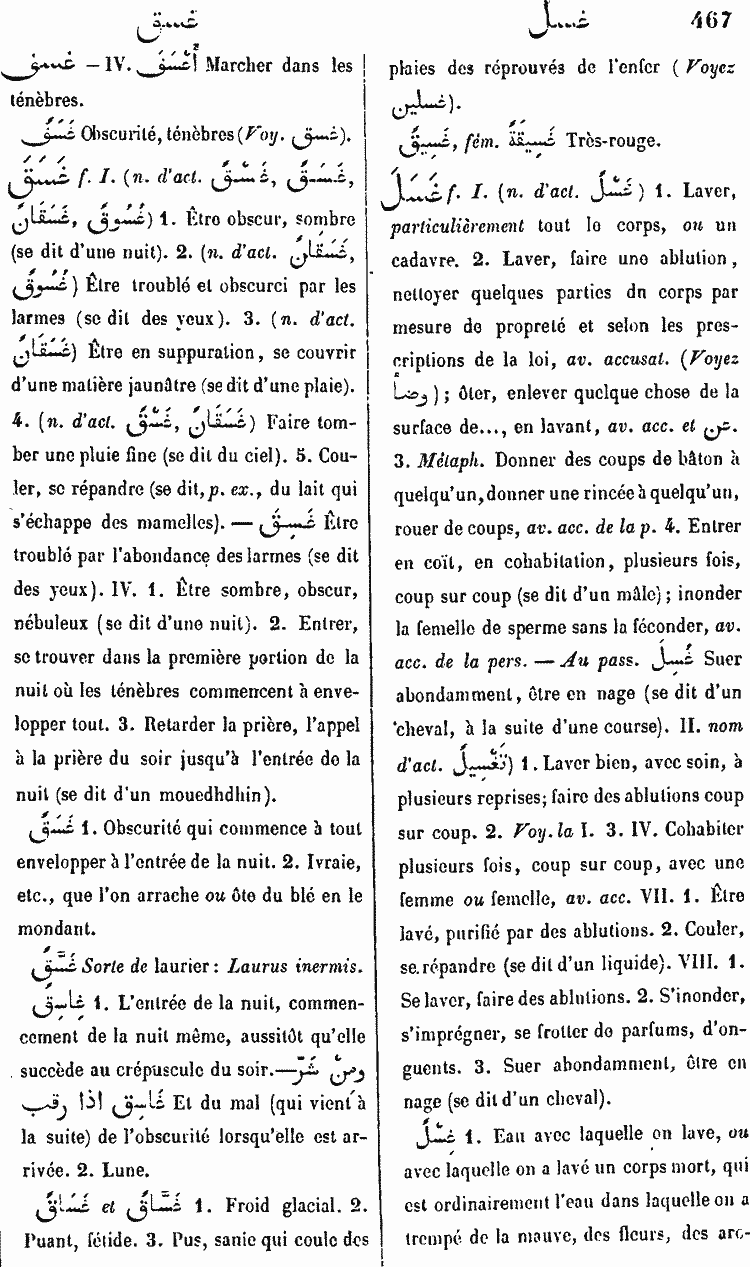 غسق
غسل 467
غسف — IV. أَغْسَفَ Marcher dans les
ténèbres.
غَسَفٌ Obscurité, ténèbres (Voy. غسق).
غَسَقَ f. I. (n. d'act. غَسْقٌ, غَسَقٌ,
غُسُوقٌ, غَسَقَانٌ) 1. Être obscur, sombre
(se dit d'une nuit). 2. (n. d'act. غَسَقَانٌ,
غُسُوقٌ) Être troublé et obscurci par les
larmes (se dit des yeux). 3. (n. d'act.
غَسَقَانٌ) Être en suppuration, se couvrir
d'une matière jaunâtre (se dit d'une plaie).
4. (n. d'act. غَسْقٌ, غَسَقَانٌ) Faire tom-
ber une pluie fine (se dit du ciel). 5. Cou-
ler, se répandre (se dit, p. ex., du lait qui
s'échappe des mamelles). — غَسِقَ Être
troublé par l'abondance des larmes (se dit
des yeux). IV. 1. Être sombre, obscur,
nébuleux (se dit d'une nuit). 2. Entrer,
se trouver dans la première portion de la
nuit où les ténèbres commencent à enve-
lopper tout. 3. Retarder la prière, l'appel
à la prière du soir jusqu'à l'entrée de la
nuit (se dit d'un mouedhdhin).
غَسَقٌ 1. Obscurité qui commence à tout
envelopper à l'entrée de la nuit. 2. Ivraie,
etc., que l'on arrache ou ôte du blé en le
mondant.
Sorte de laurier : Laurus inermis.
غَاسِقٌ 1. L'entrée de la nuit, commen-
cement de la nuit même, aussitôt qu'elle
succède au crépuscule du soir.— وَمِنْ شَرِّ
غَاسِقٍ اذا وقب Et du mal (qui vient à
la suite) de l'obscurité lorsqu'elle est ar-
rivée. 2. Lune.
غَسَاقٌ et غَسَّاقٌ 1. Froid glacial. 2.
Puant, fétide. 3. Pus, sanie qui coule des
plaies des réprouvés de l'enfer (Voyez
غسلين).
غَسِيقٌ, fém. غَسِيقَةٌ Très-rouge.
غَسَلَ f. I. (n. d'act. غَسْلٌ) 1. Laver,
particulièrement tout le corps, ou un
cadavre. 2. Laver, faire une ablution,
nettoyer quelques parties du corps par
mesure de propreté et selon les pres-
criptions de la loi, av. accusat. (Voyez
وضأ) ; ôter, enlever quelque chose de la
surface de..., en lavant, av. acc. et عن.
3. Métaph. Donner des coups de bâton à
quelqu'un, donner une rincée à quelqu'un,
rouer de coups, av. acc. de la p. 4. Entrer
en coït, en cohabitation, plusieurs fois,
coup sur coup (se dit d'un mâle) ; inonder
la femelle de sperme sans la féconder, av.
acc. de la pers. — Au pass. غُسِلَ Suer
abondamment, être en nage (se dit d'un
cheval, à la suite d'une course). II. nom
d'act. تَغْسِيلٌ) 1. Laver bien, avec soin, à
plusieurs reprises; faire des ablutions coup
sur coup. 2. Voy. la I. 3. IV. Cohabiter
plusieurs fois, coup sur coup, avec une
femme ou femelle, av. acc. VII. 1. Être
lavé, purifié par des ablutions. 2. Couler,
se répandre (se dit d'un liquide). VIII. 1.
Se laver, faire des ablutions. 2. S'inonder,
s'imprégner, se frotter de parfums, d'on-
guents. 3. Suer abondamment, être en
nage (se dit d'un cheval).
غِسْلٌ 1. Eau avec laquelle on lave, ou
avec laquelle on a lavé un corps mort, qui
est ordinairement l'eau dans laquelle on a
trempé de la mauve, des fleurs, des aro-